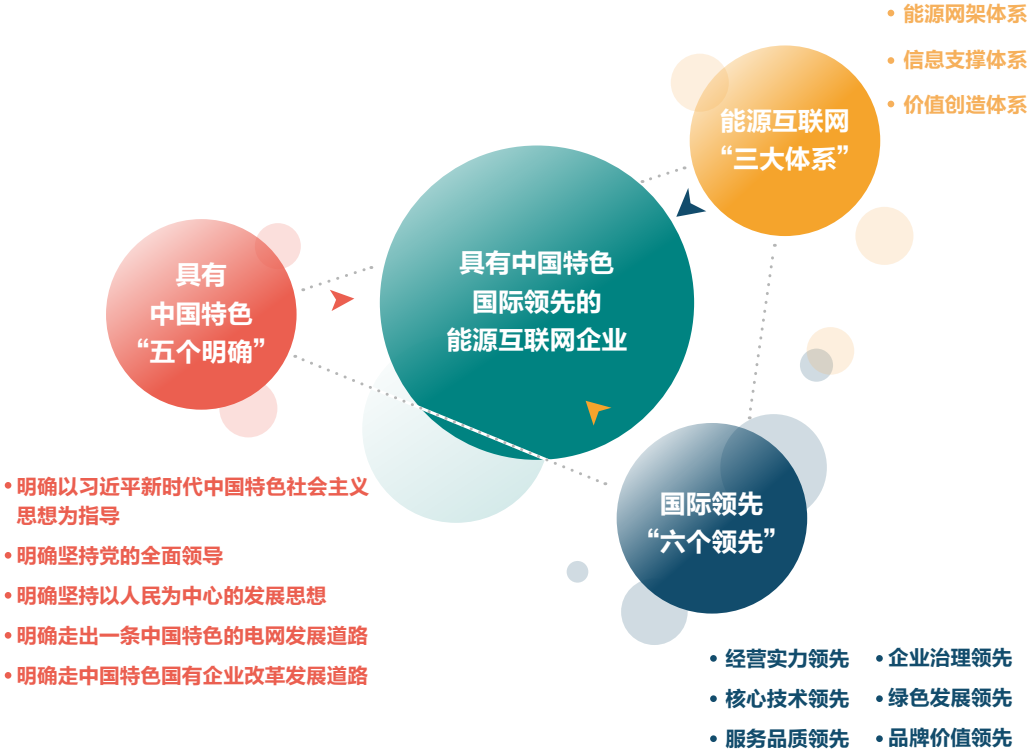 • 能源网架体系
• 信息支撑体系
• 价值创造体系
能源互联网
“三大体系”
具有中国特色
国际领先的
能源互联网企业
具有
中国特色
“五个明确”
• 明确以习近平新时代中国特色社会主义
思想为指导
• 明确坚持党的全面领导
• 明确坚持以人民为中心的发展思想
• 明确走出一条中国特色的电网发展道路
• 明确走中国特色国有企业改革发展道路
国际领先
“六个领先”
• 经营实力领先 • 企业治理领先
• 核心技术领先 • 绿色发展领先
• 服务品质领先 • 品牌价值领先